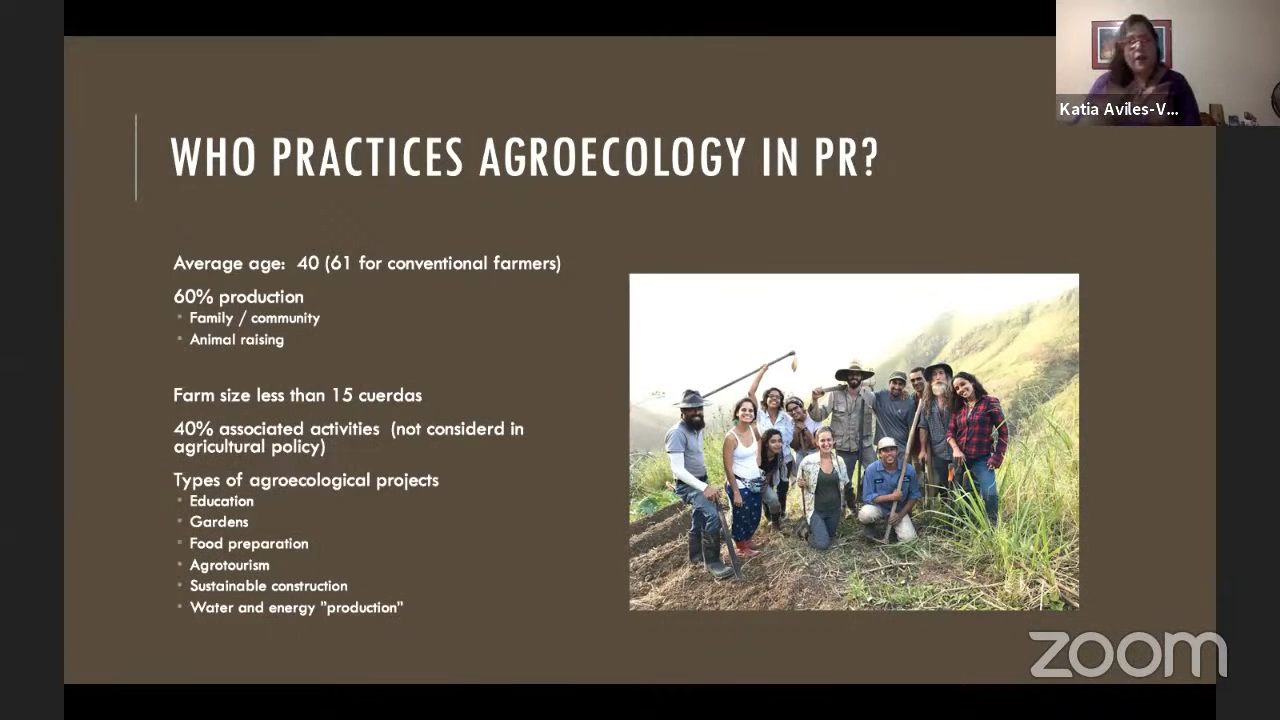 Katia Aviles-V...
WHO PRACTICES AGROECOLOGY IN PR?
Average age: 40 (61 for conventional farmers)
60% production
Family / community
Animal raising
Farm size less than 15 cuerdas
40% associated activities (not considerd in
agricultural policy)
Types of agroecological projects
Education
Gardens
Food preparation
Agrotourism
Sustainable construction
Water and energy "production"
zoom